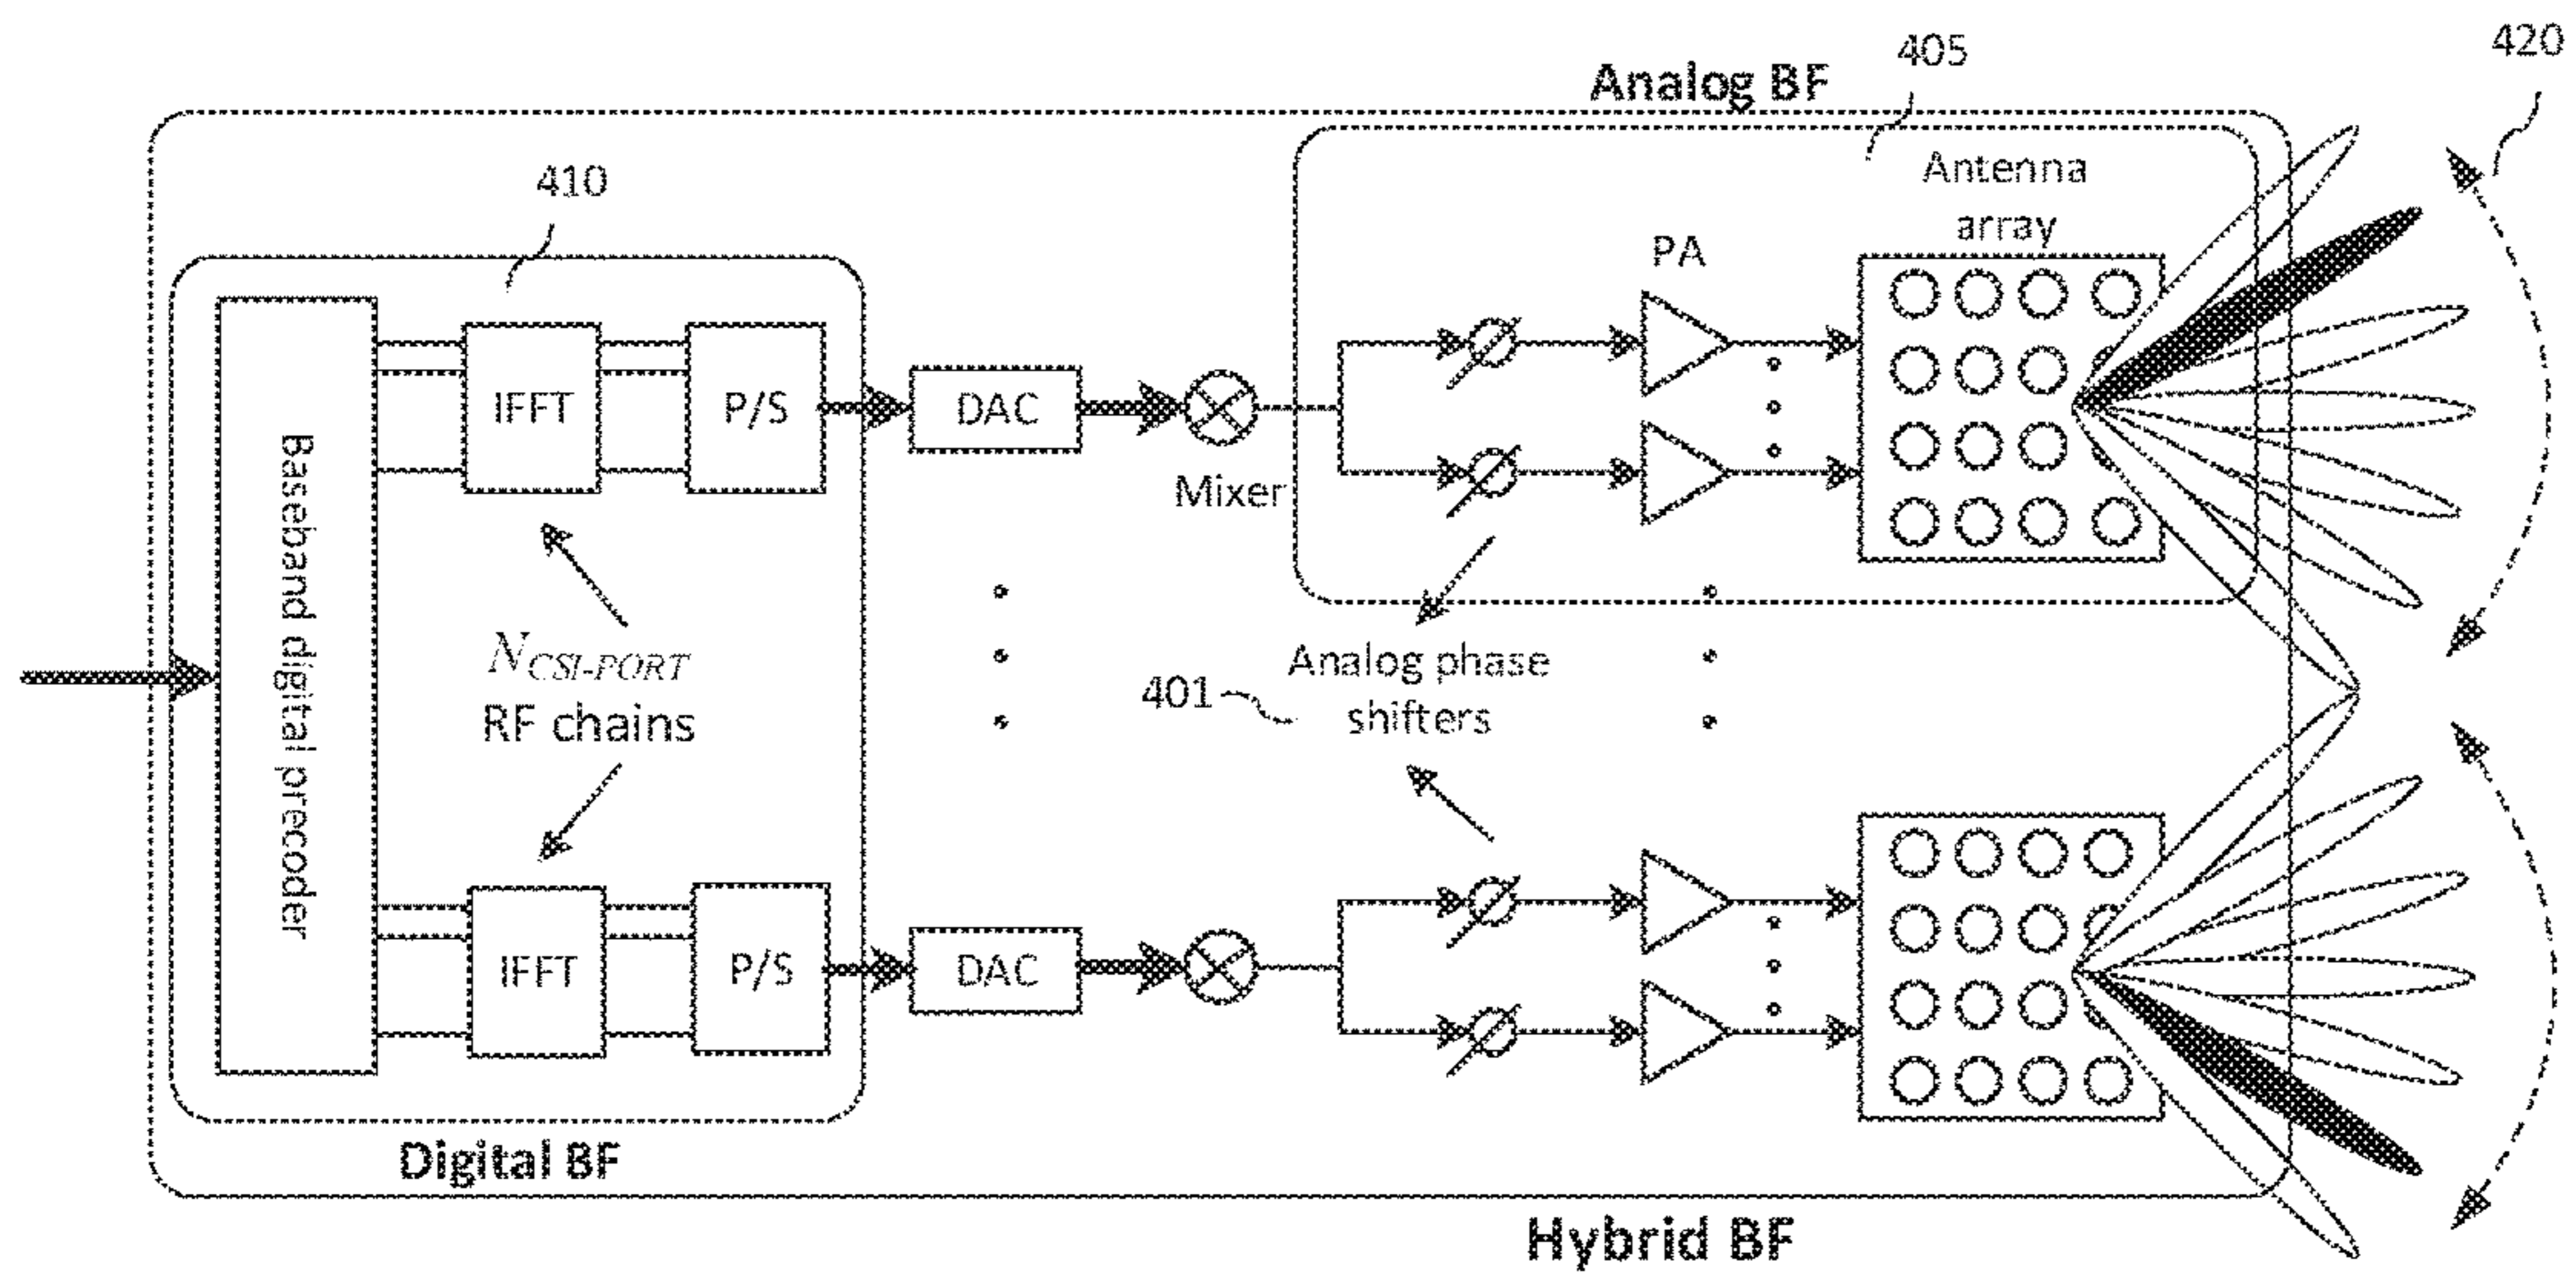 420
405
Analog BF
410
Antenna
array
PA
IFFT
P/S
DAC
Mixer
Baseband digital precoder
N_CSI-PORT
RF chains
Analog phase
shifters
401
IFFT
P/S
DAC
Digital BF
Hybrid BF